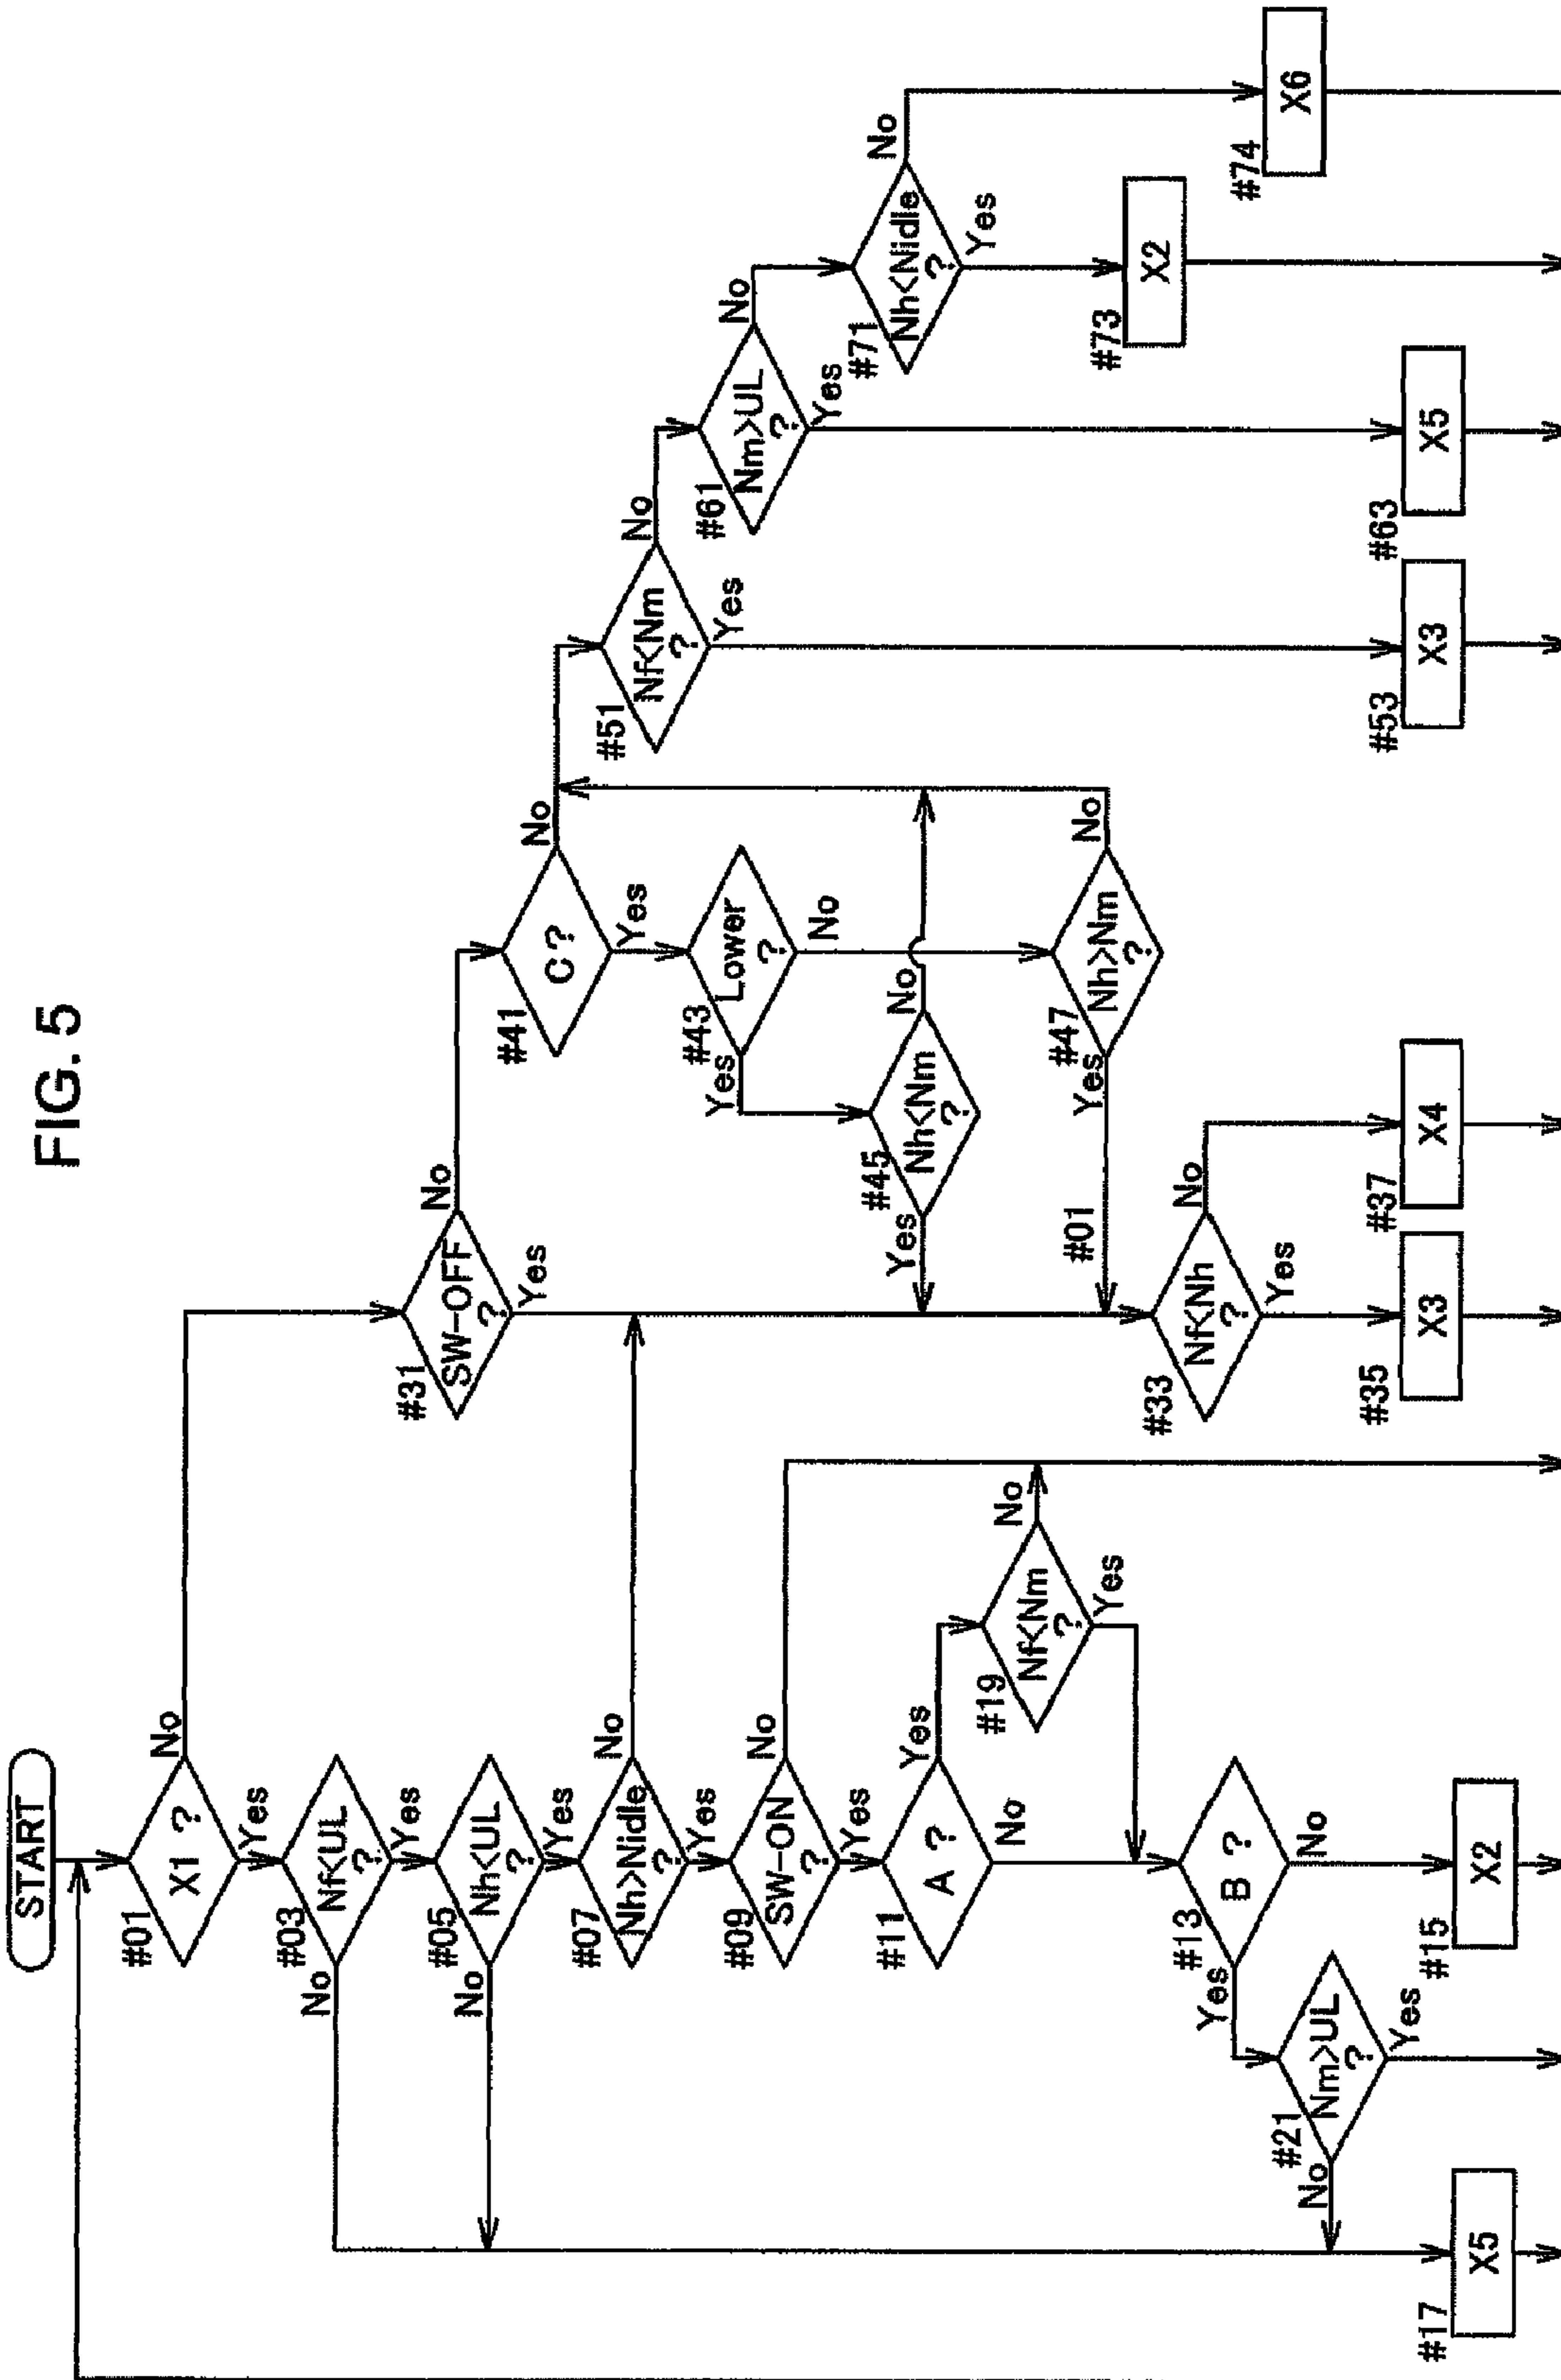 FIG. 5
START
#01
X1 ?
No
Yes
#03
Nf<UL
?
No
Yes
#05
Nh<UL
?
No
Yes
#07
Nh>Nidle
?
No
Yes
#09
SW-ON
?
No
Yes
#11
A ?
Yes
No
#19
Nf<Nm
?
No
Yes
#13
B ?
Yes
No
#21
Nm>UL
?
No
Yes
#15
X2
#17
X5
#31
SW-OFF
?
No
Yes
#41
C ?
No
Yes
#43
Lower
?
Yes
No
#45
Nh<Nm
?
Yes
No
#47
Nh>Nm
?
Yes
No
#01
#33
Nf<Nh
?
No
Yes
#35
X3
#37
X4
#51
Nf<Nm
?
No
Yes
#53
X3
#61
Nm>UL
?
No
Yes
#63
X5
#71
Nh<Nidle
?
No
Yes
#73
X2
#74
X6